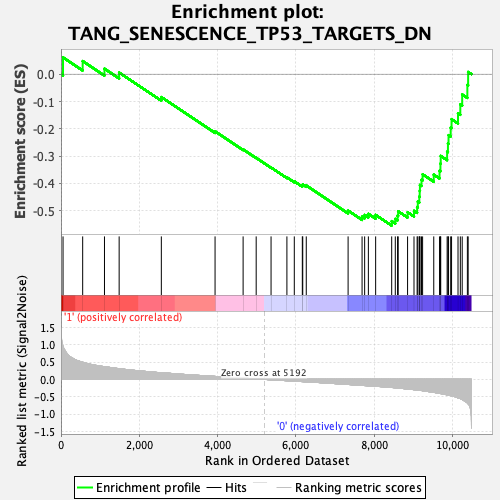 Enrichment plot:
TANG_SENESCENCE_TP53_TARGETS_DN
Enrichment score (ES)
0.0
-0.1
-0.2
-0.3
-0.4
-0.5
'1' (positively correlated)
Ranked list metric (Signal2Noise)
1.5
1.0
0.5
0.0
-0.5
-1.0
-1.5
Zero cross at 5192
'0' (negatively correlated)
0 2,000 4,000 6,000 8,000 10,000
Rank in Ordered Dataset
Enrichment profile Hits Ranking metric scores